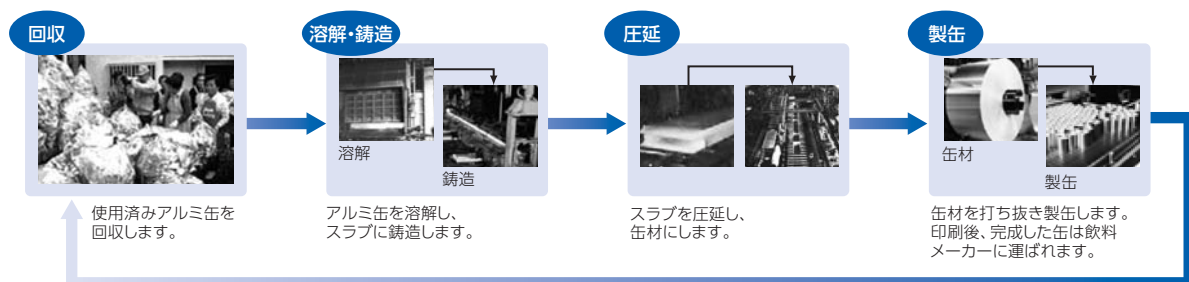 回収
使用済みアルミ缶を
回収します。
溶解・鋳造
溶解
鋳造
アルミ缶を溶解し、
スラブに鋳造します。
圧延
スラブを圧延し、
缶材にします。
製缶
缶材
製缶
缶材を打ち抜き製缶します。
印刷後、完成した缶は飲料
メーカーに運ばれます。